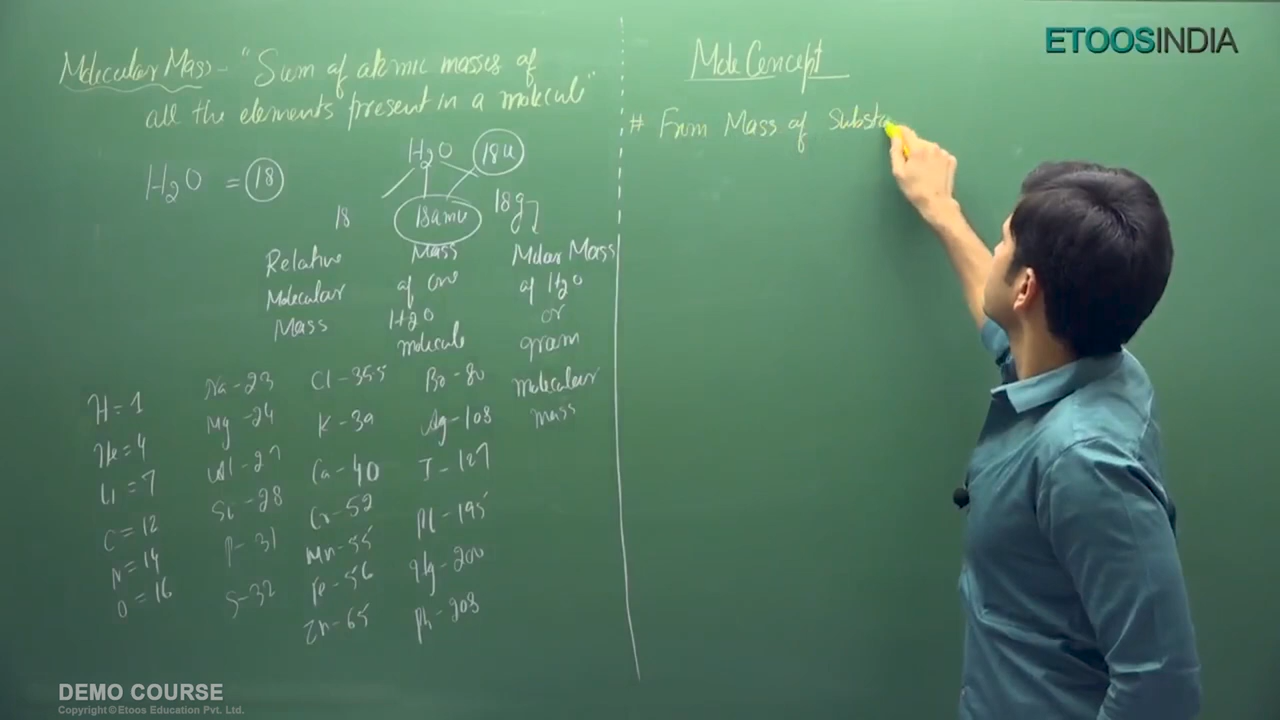 Molecular Mass - "Sum of atomic masses of
all the elements present in a molecule"
H2O = 18
H2O 18u
18 18amu 18g
Relative
Molecular
Mass
Mass
of one
H2O
molecule
Molar Mass
of H2O
or
gram
molecular
mass
H = 1
He = 4
Li = 7
C = 12
N = 14
O = 16
Na - 23
Mg - 24
Al - 27
Si - 28
P - 31
S - 32
Cl - 35.5
K - 39
Ca - 40
Cr - 52
Mn - 55
Fe - 56
Zn - 65
Br - 80
Ag - 108
I - 127
Pt - 195
Hg - 200
Pb - 208
Mole Concept
# From Mass of Substa
ETOOSINDIA
DEMO COURSE
Copyright © Etoos Education Pvt. Ltd.